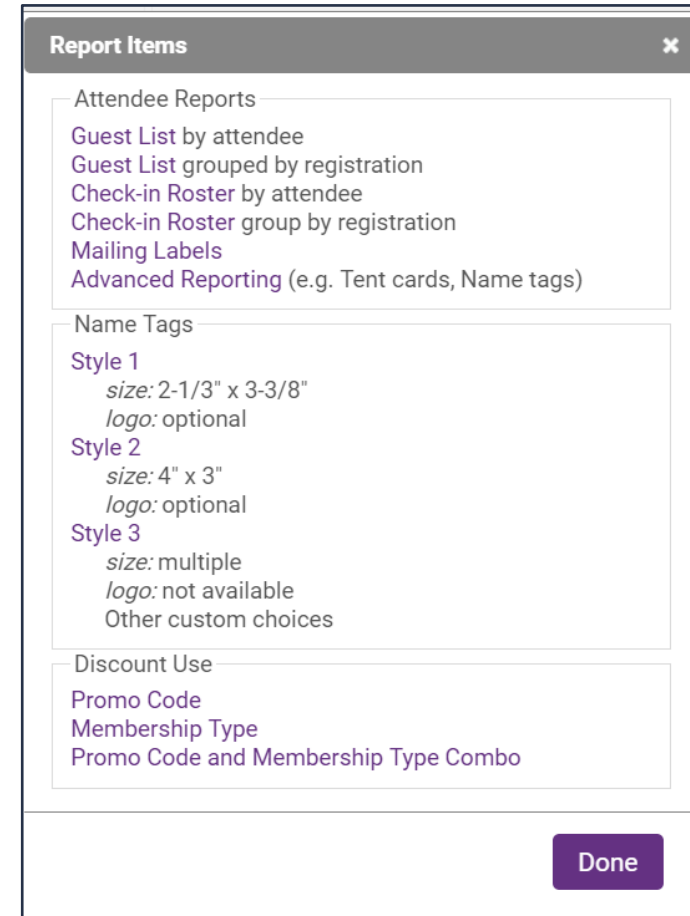 Report Items ×
Attendee Reports
Guest List by attendee
Guest List grouped by registration
Check-in Roster by attendee
Check-in Roster group by registration
Mailing Labels
Advanced Reporting (e.g. Tent cards, Name tags)
Name Tags
Style 1
size: 2-1/3" x 3-3/8"
logo: optional
Style 2
size: 4" x 3"
logo: optional
Style 3
size: multiple
logo: not available
Other custom choices
Discount Use
Promo Code
Membership Type
Promo Code and Membership Type Combo
Done